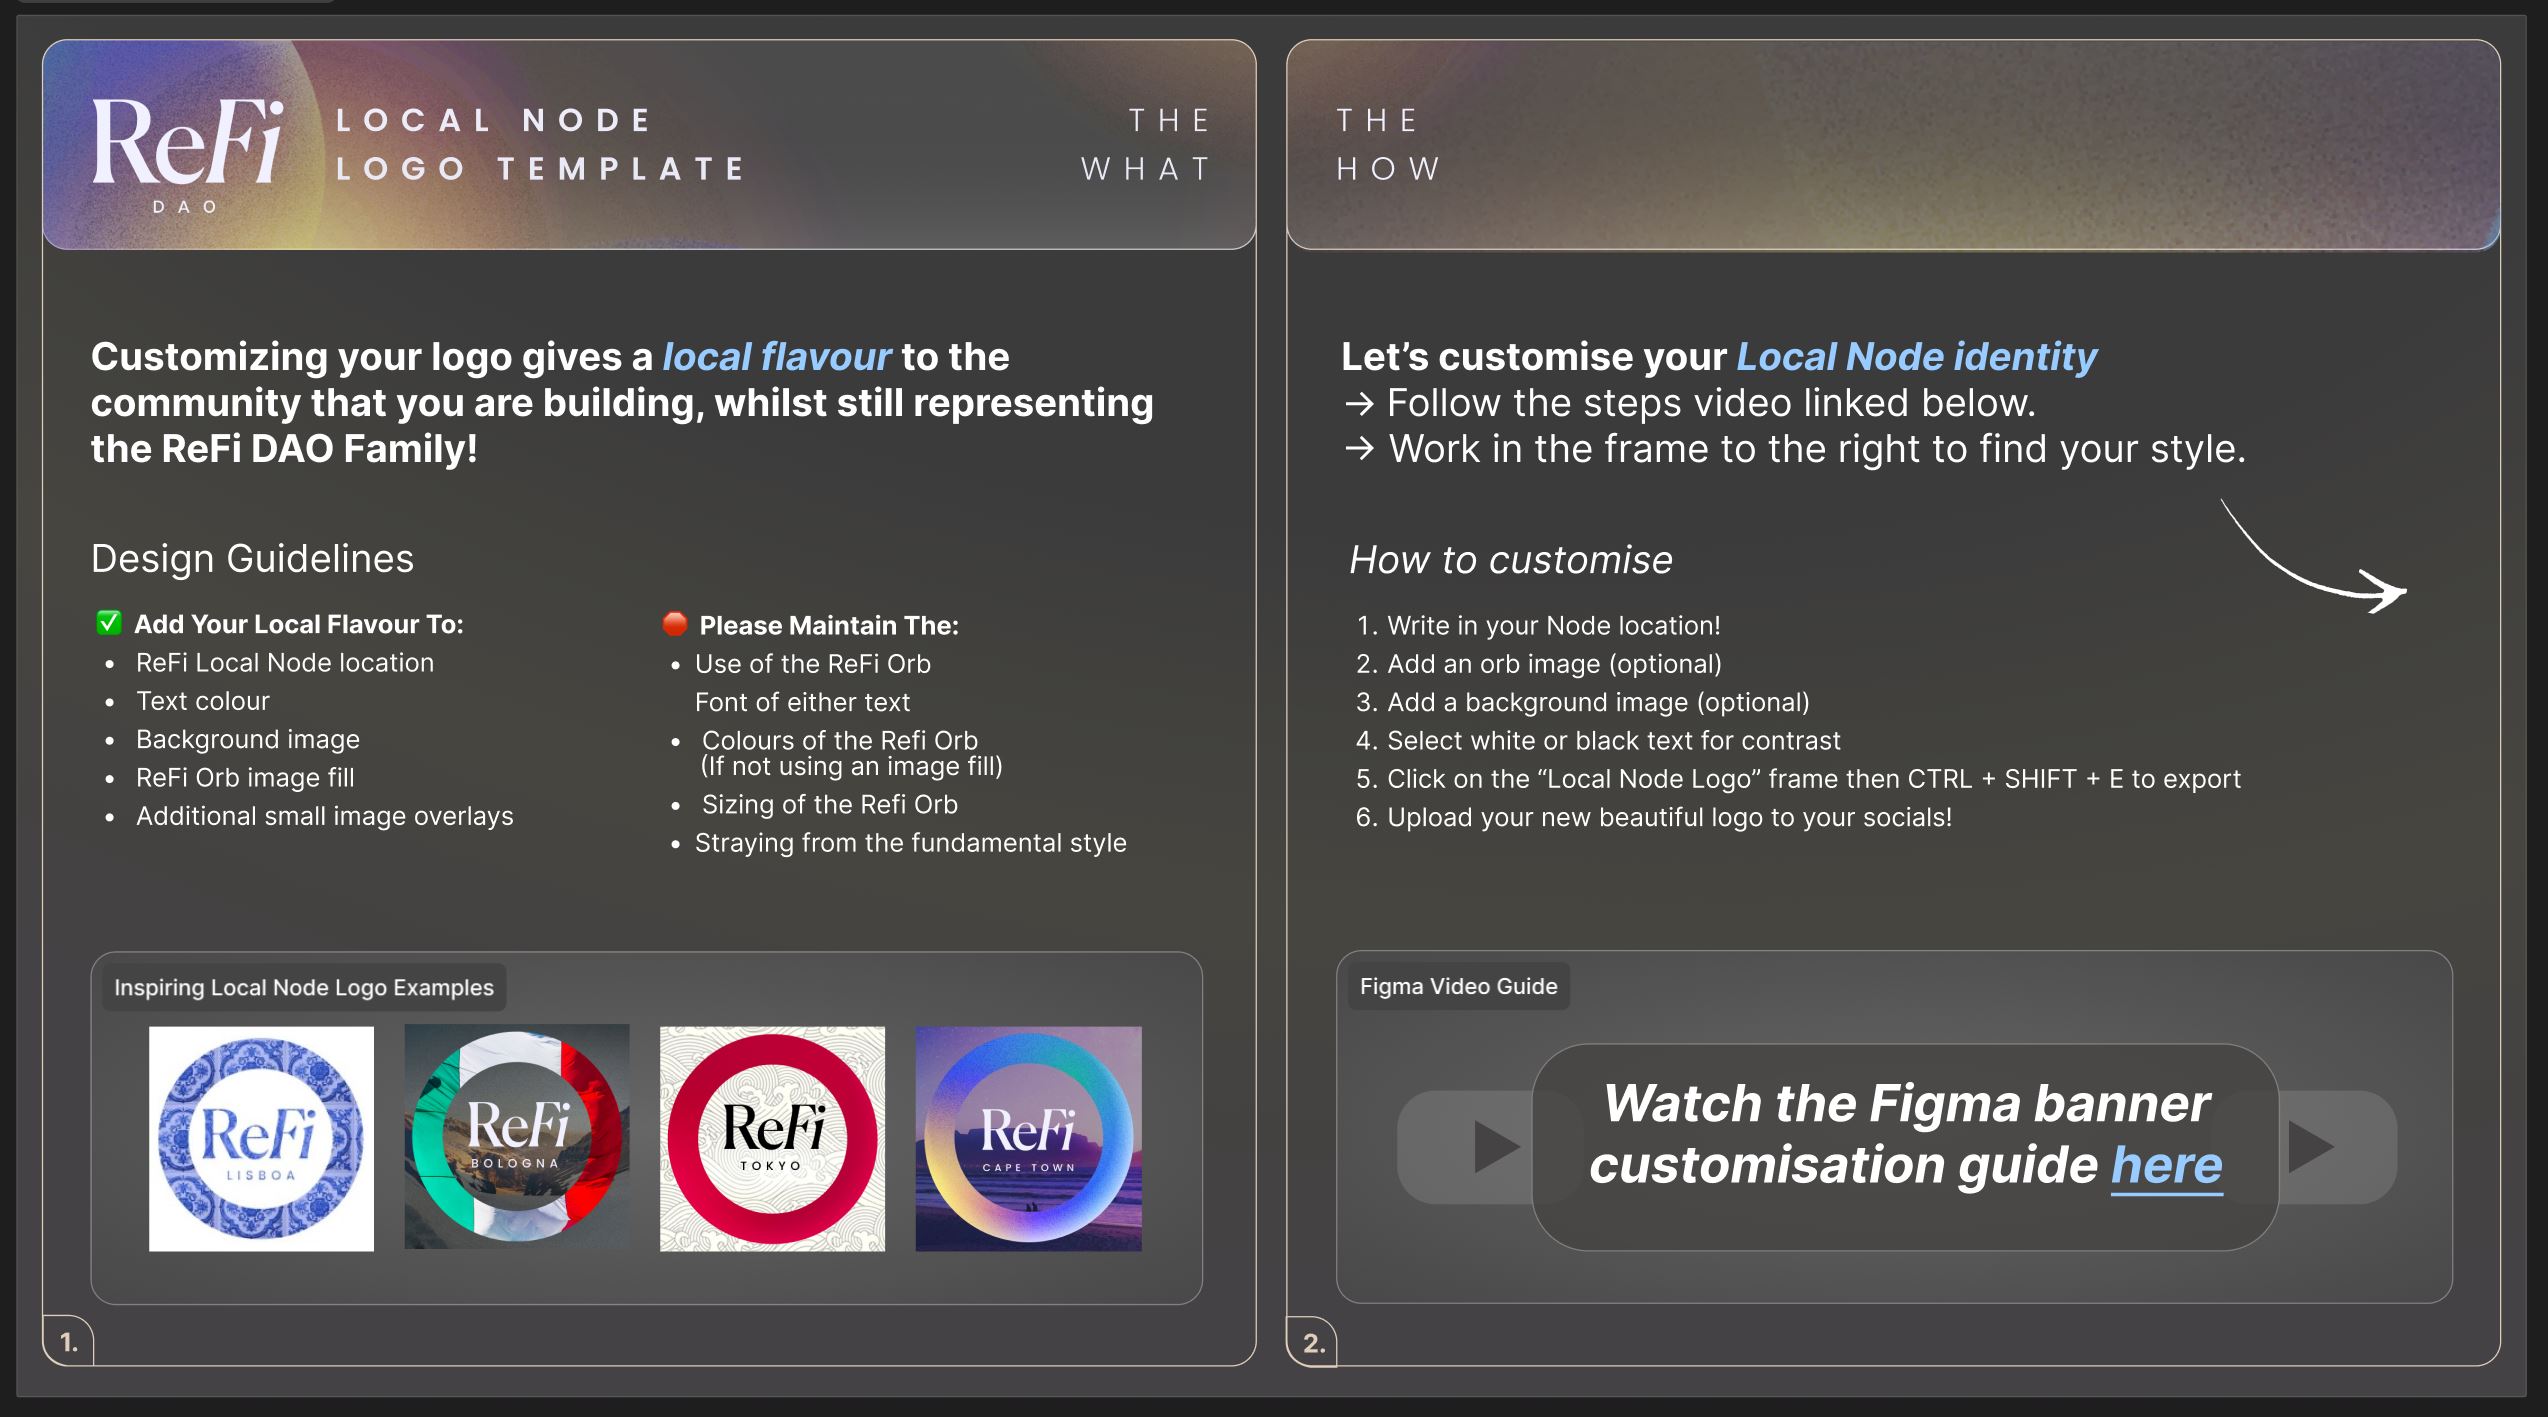 ReFi
DAO
LOCAL NODE
LOGO TEMPLATE
THE
WHAT
Customizing your logo gives a local flavour to the
community that you are building, whilst still representing
the ReFi DAO Family!
Design Guidelines
✅ Add Your Local Flavour To:
• ReFi Local Node location
• Text colour
• Background image
• ReFi Orb image fill
• Additional small image overlays
🛑 Please Maintain The:
• Use of the ReFi Orb
Font of either text
• Colours of the Refi Orb
(If not using an image fill)
• Sizing of the Refi Orb
• Straying from the fundamental style
Inspiring Local Node Logo Examples
ReFi
LISBOA
ReFi
BOLOGNA
ReFi
TOKYO
ReFi
CAPE TOWN
1.
THE
HOW
Let’s customise your Local Node identity
→ Follow the steps video linked below.
→ Work in the frame to the right to find your style.
How to customise
1. Write in your Node location!
2. Add an orb image (optional)
3. Add a background image (optional)
4. Select white or black text for contrast
5. Click on the “Local Node Logo” frame then CTRL + SHIFT + E to export
6. Upload your new beautiful logo to your socials!
Figma Video Guide
Watch the Figma banner
customisation guide here
2.